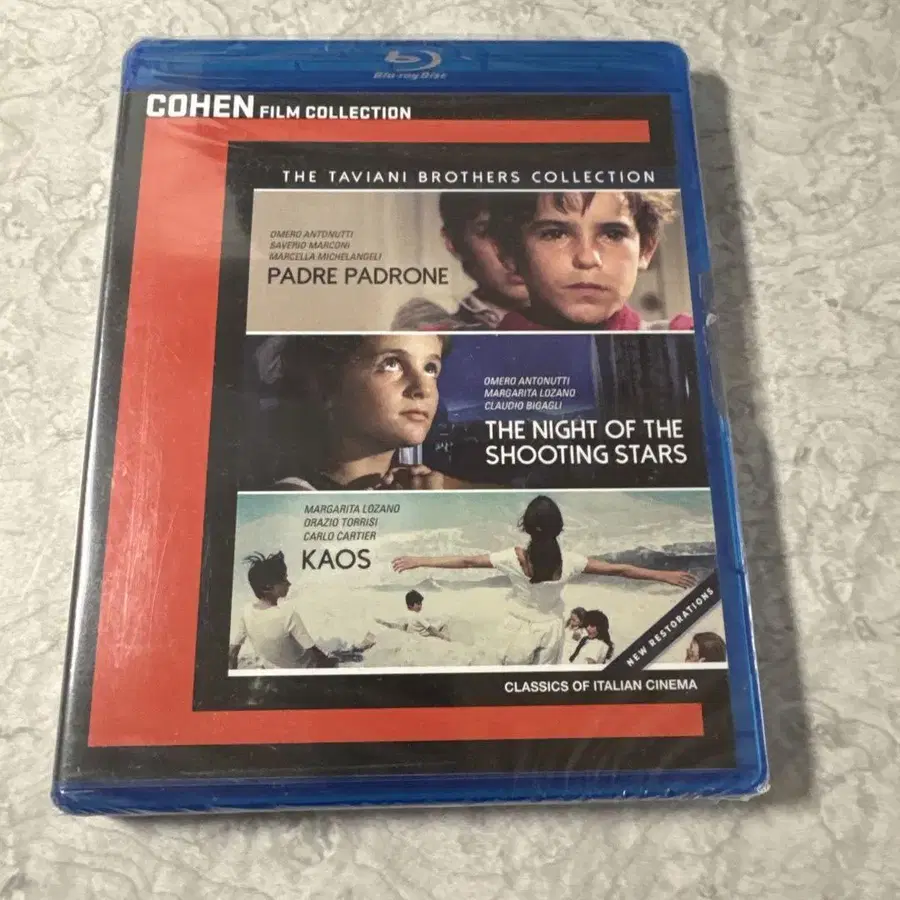 Blu-ray Disc
COHEN FILM COLLECTION
THE TAVIANI BROTHERS COLLECTION
OMERO ANTONUTTI
SAVERIO MARCONI
MARCELLA MICHELANGELI
PADRE PADRONE
OMERO ANTONUTTI
MARGARITA LOZANO
CLAUDIO BIGAGLI
THE NIGHT OF THE
SHOOTING STARS
MARGARITA LOZANO
ORAZIO TORRISI
CARLO CARTIER
KAOS
NEW RESTORATIONS
CLASSICS OF ITALIAN CINEMA